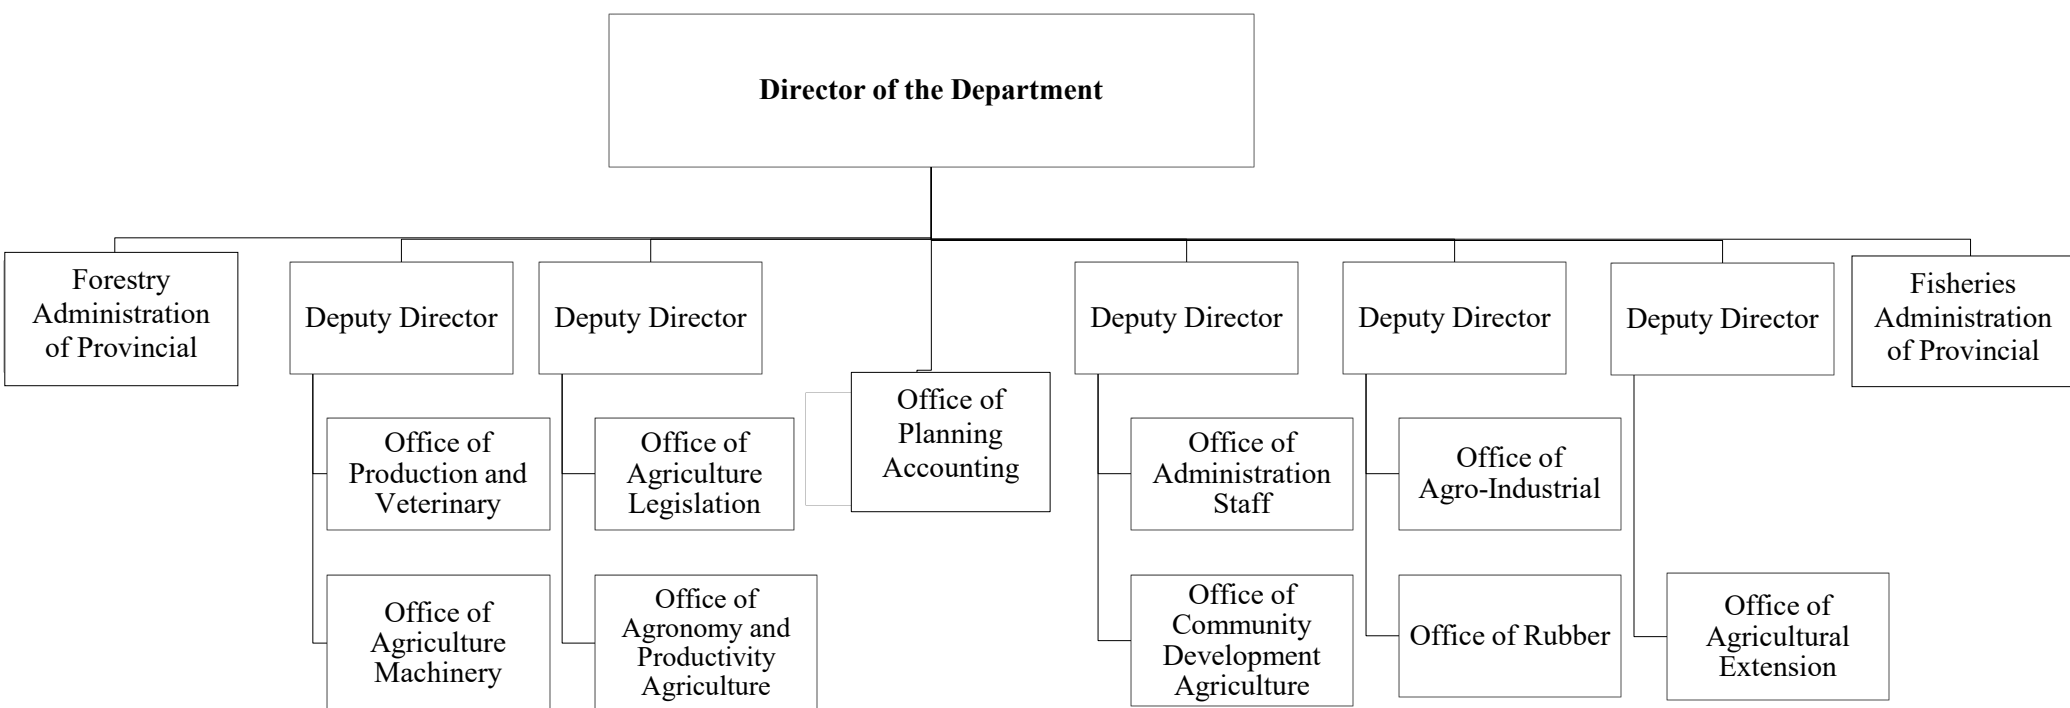 Director of the Department
Forestry
Administration
of Provincial
Deputy Director
Deputy Director
Deputy Director
Deputy Director
Deputy Director
Fisheries
Administration
of Provincial
Office of
Planning
Accounting
Office of
Production and
Veterinary
Office of
Agriculture
Legislation
Office of
Administration
Staff
Office of
Agro-Industrial
Office of
Agriculture
Machinery
Office of
Agronomy and
Productivity
Agriculture
Office of
Community
Development
Agriculture
Office of Rubber
Office of
Agricultural
Extension